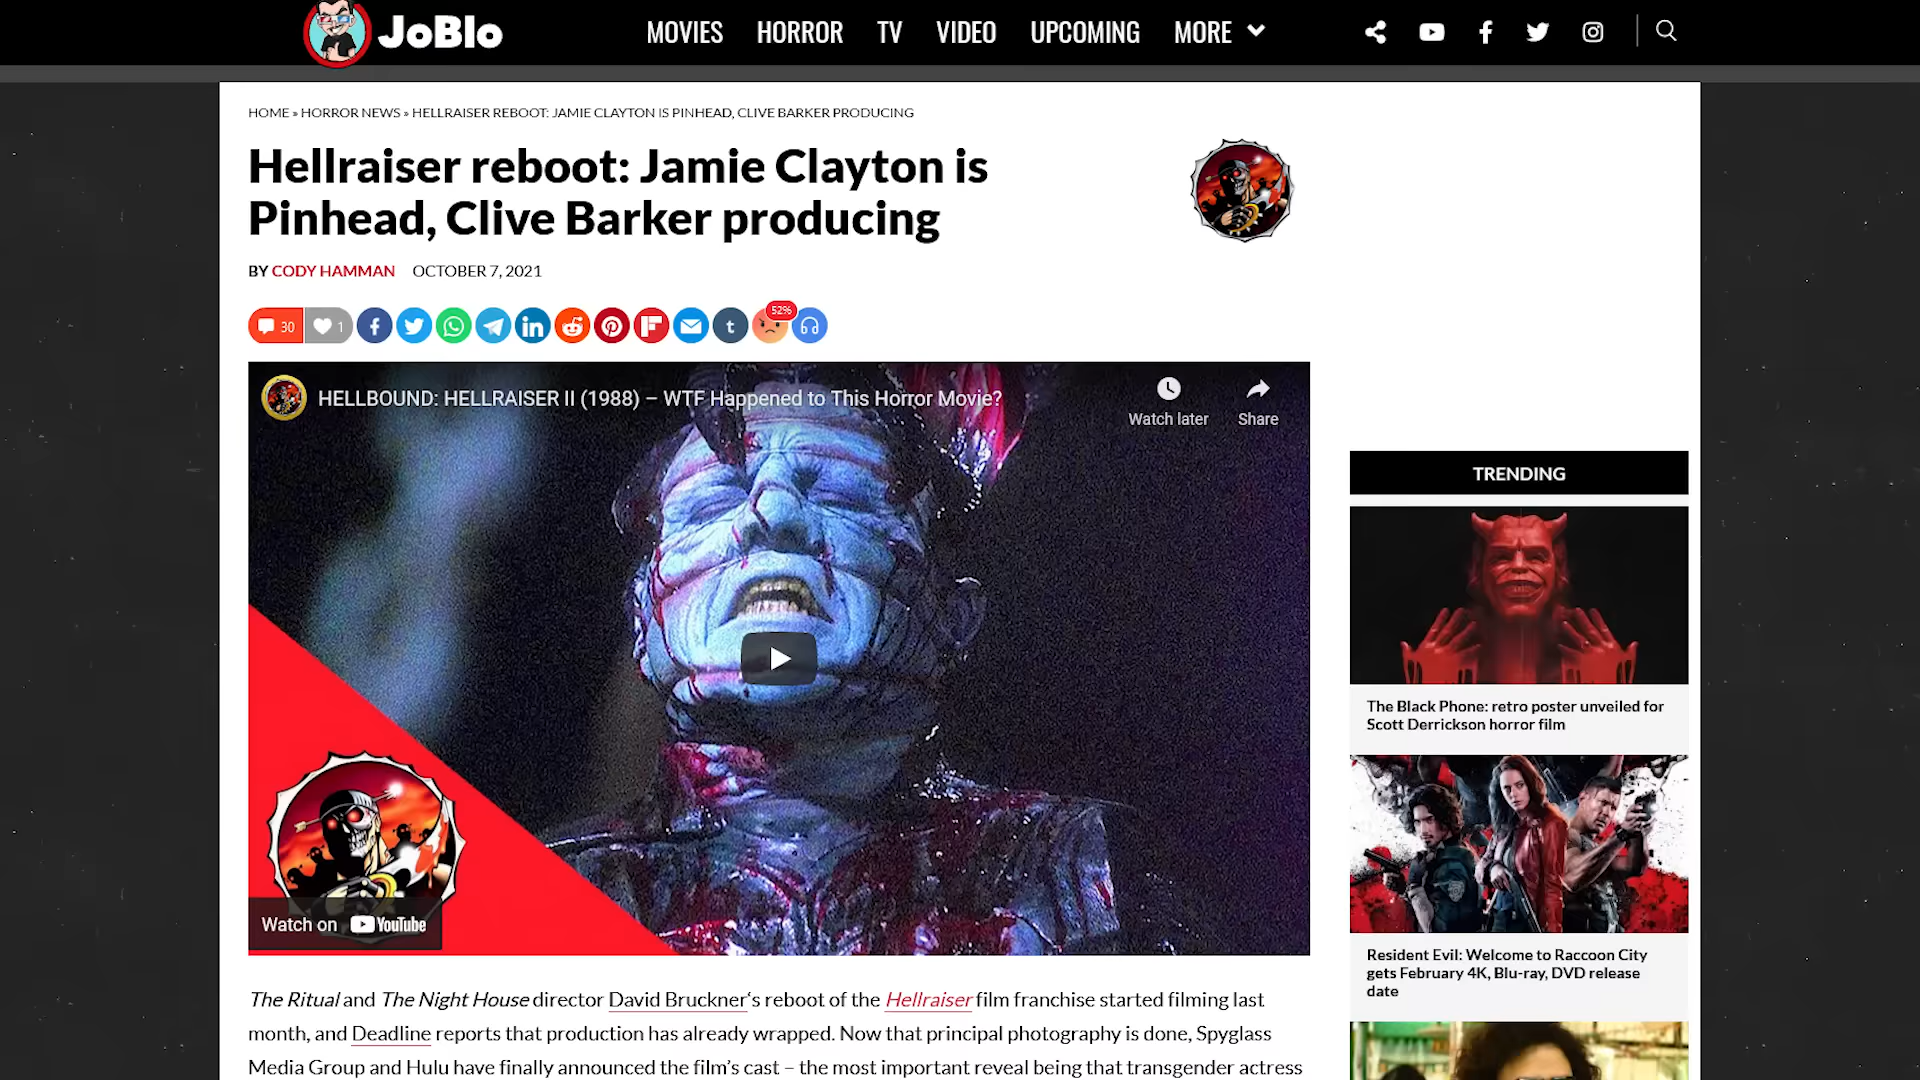 JoBlo
MOVIES HORROR TV VIDEO UPCOMING MORE
HOME » HORROR NEWS » HELLRAISER REBOOT: JAMIE CLAYTON IS PINHEAD, CLIVE BARKER PRODUCING
Hellraiser reboot: Jamie Clayton is
Pinhead, Clive Barker producing
BY CODY HAMMAN OCTOBER 7, 2021
30 1 52%
HELLBOUND: HELLRAISER II (1988) – WTF Happened to This Horror Movie?
Watch later Share
Watch on YouTube
The Ritual and The Night House director David Bruckner‘s reboot of the Hellraiser film franchise started filming last
month, and Deadline reports that production has already wrapped. Now that principal photography is done, Spyglass
Media Group and Hulu have finally announced the film’s cast – the most important reveal being that transgender actress
TRENDING
The Black Phone: retro poster unveiled for
Scott Derrickson horror film
Resident Evil: Welcome to Raccoon City
gets February 4K, Blu-ray, DVD release
date